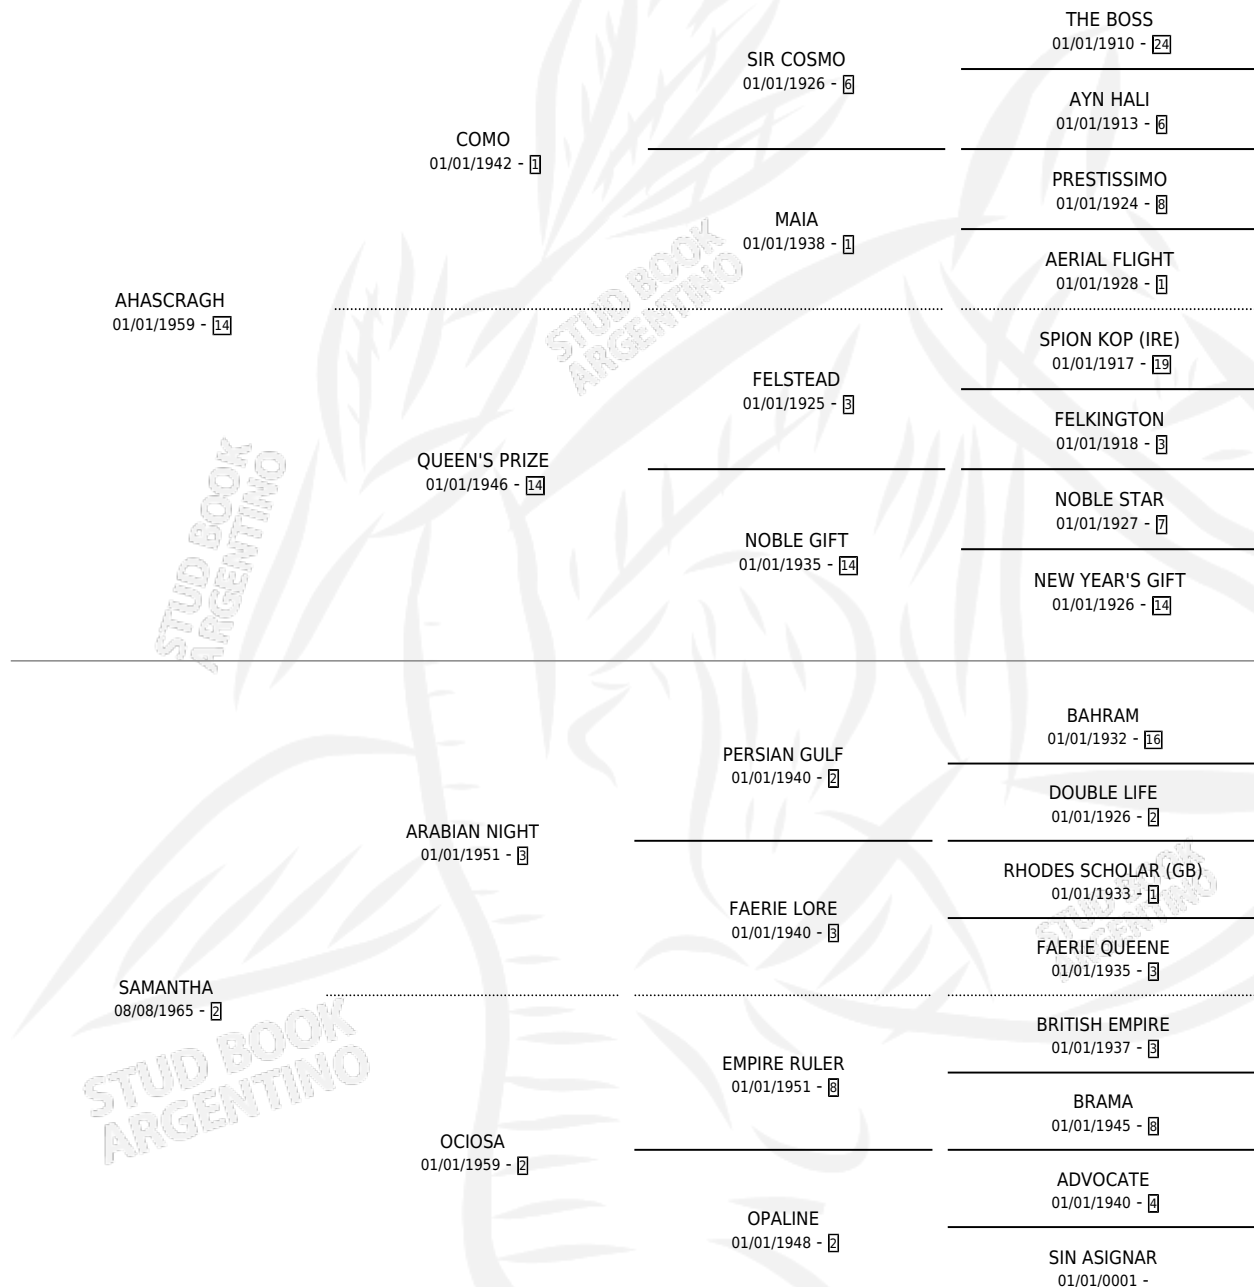 THE BOSS
01/01/1910 - 24
SIR COSMO
01/01/1926 - 6
AYN HALI
01/01/1913 - 6
COMO
01/01/1942 - 1
PRESTISSIMO
01/01/1924 - 8
MAIA
01/01/1938 - 1
AERIAL FLIGHT
01/01/1928 - 1
AHASCRAGH
01/01/1959 - 14
SPION KOP (IRE)
01/01/1917 - 19
FELSTEAD
01/01/1925 - 3
FELKINGTON
01/01/1918 - 3
QUEEN'S PRIZE
01/01/1946 - 14
NOBLE STAR
01/01/1927 - 7
NOBLE GIFT
01/01/1935 - 14
NEW YEAR'S GIFT
01/01/1926 - 14
STUD BOOK
ARGENTINO
STUD BOOK
ARGENTINO
BAHRAM
01/01/1932 - 16
PERSIAN GULF
01/01/1940 - 2
DOUBLE LIFE
01/01/1926 - 2
ARABIAN NIGHT
01/01/1951 - 3
RHODES SCHOLAR (GB)
01/01/1933 - 1
FAERIE LORE
01/01/1940 - 3
FAERIE QUEENE
01/01/1935 - 3
SAMANTHA
08/08/1965 - 2
BRITISH EMPIRE
01/01/1937 - 3
EMPIRE RULER
01/01/1951 - 8
BRAMA
01/01/1945 - 8
OCIOSA
01/01/1959 - 2
ADVOCATE
01/01/1940 - 4
OPALINE
01/01/1948 - 2
SIN ASIGNAR
01/01/0001 -
STUD BOOK
ARGENTINO
STUD BOOK
ARGENTINO